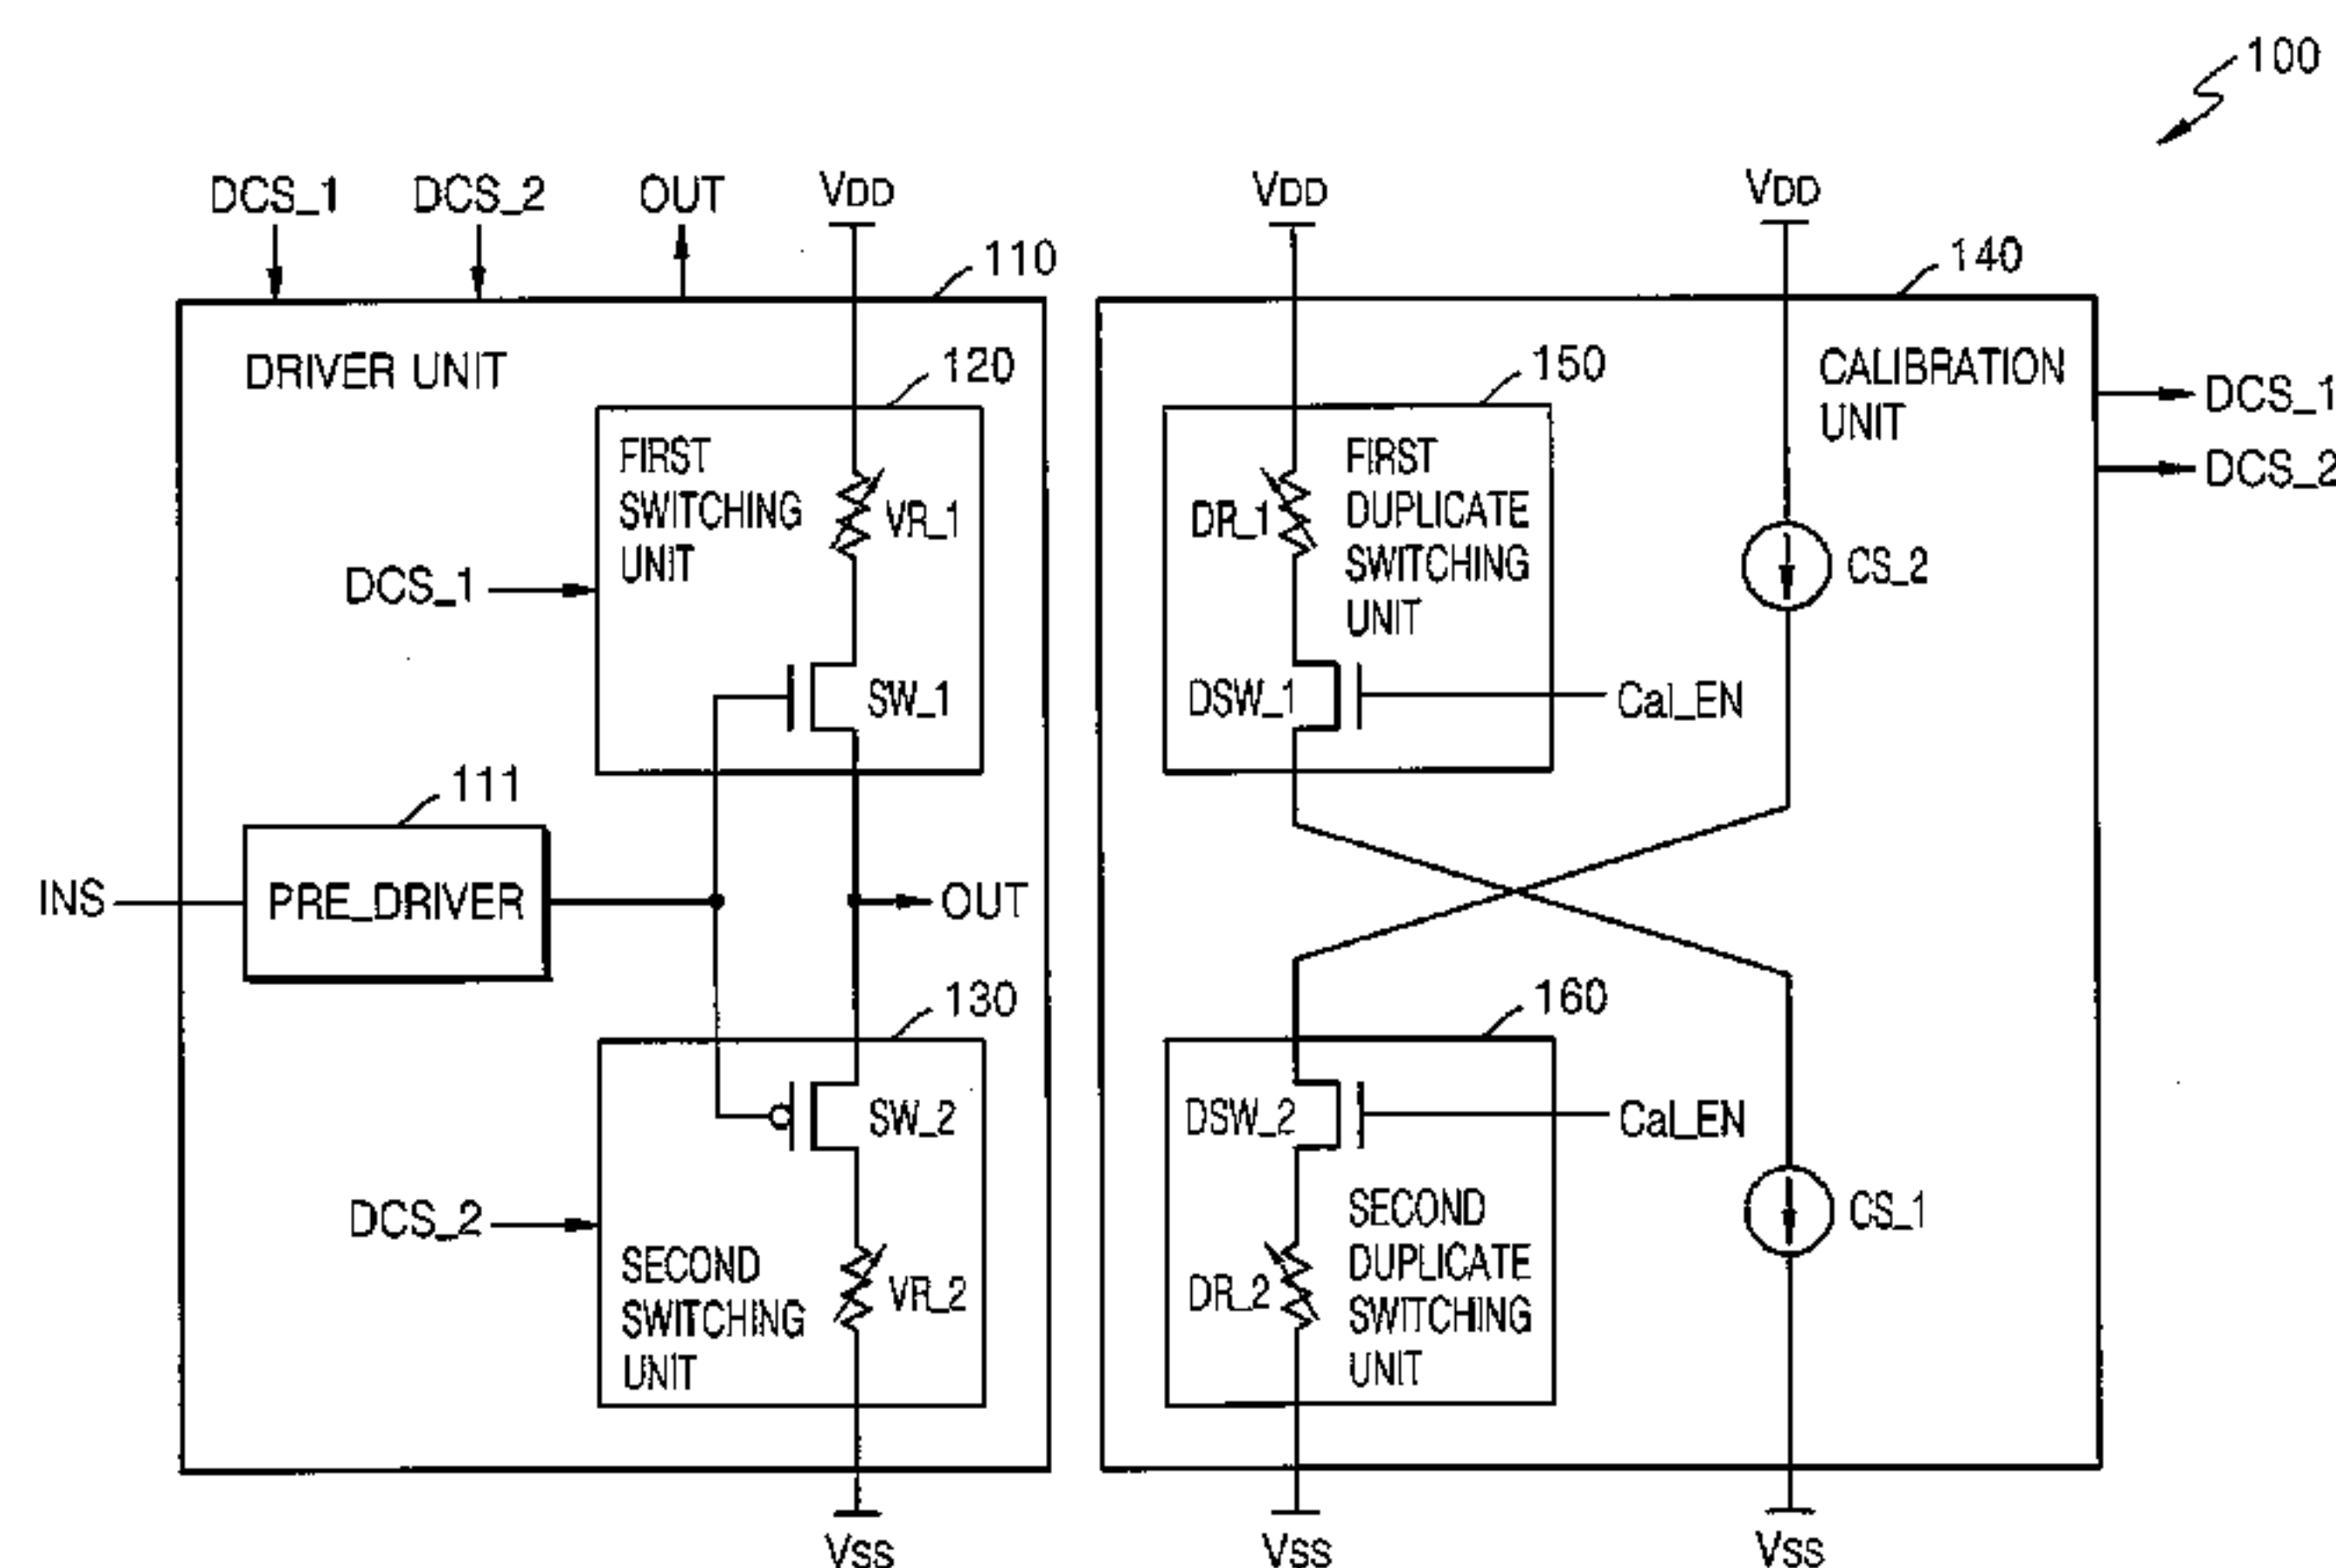 100
DCS_1
DCS_2
OUT
VDD
VDD
VDD
110
140
DRIVER UNIT
120
FIRST
SWITCHING
UNIT
VR_1
DCS_1
SW_1
111
INS
PRE_DRIVER
OUT
130
SW_2
DCS_2
SECOND
SWITCHING
UNIT
VR_2
VSS
150
FIRST
DUPLICATE
SWITCHING
UNIT
DR_1
DSW_1
Cal_EN
CALIBRATION
UNIT
DCS_1
DCS_2
CS_2
160
DSW_2
Cal_EN
SECOND
DUPLICATE
SWITCHING
UNIT
DR_2
CS_1
VSS
VSS